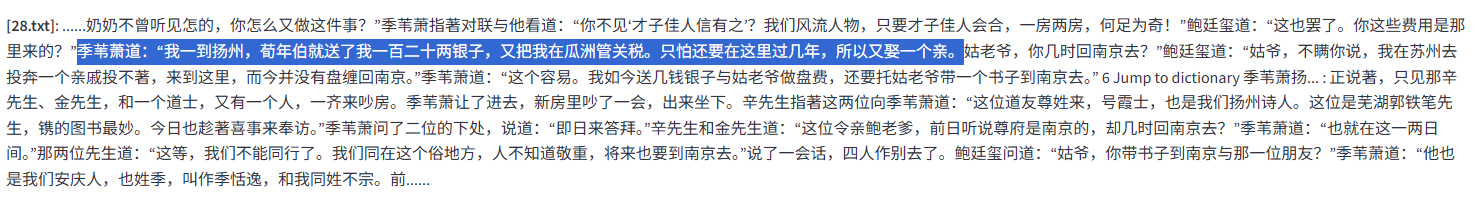 [28.txt]: ......奶奶不曾听见怎的，你怎么又做这件事？”季苇萧指著对联与他看道：“你不见‘才子佳人信有之’？我们风流人物，只要才子佳人会合，一房两房，何足为奇！”鲍廷玺道：“这也罢了。你这些费用是那
里来的？”季苇萧道：“我一到扬州，荀年伯就送了我一百二十两银子，又把我在瓜洲管关税。只怕还要在这里过几年，所以又娶一个亲。姑老爷，你几时回南京去？”鲍廷玺道：“姑爷，不瞒你说，我在苏州去
投奔一个亲戚投不著，来到这里，而今并没有盘缠回南京。”季苇萧道：“这个容易。我如今送几钱银子与姑老爷做盘费，还要托姑老爷带一个书子到南京去。” 6 Jump to dictionary 季苇萧扬... : 正说著，只见那辛
先生、金先生，和一个道士，又有一个人，一齐来吵房。季苇萧让了进去，新房里吵了一会，出来坐下。辛先生指著这两位向季苇萧道：“这位道友尊姓来，号霞士，也是我们扬州诗人。这位是芜湖郭铁笔先
生，镌的图书最妙。今日也趁著喜事来奉访。”季苇萧问了二位的下处，说道：“即日来答拜。”辛先生和金先生道：“这位令亲鲍老爹，前日听说尊府是南京的，却几时回南京去？”季苇萧道：“也就在这一两日
间。”那两位先生道：“这等，我们不能同行了。我们同在这个俗地方，人不知道敬重，将来也要到南京去。”说了一会话，四人作别去了。鲍廷玺问道：“姑爷，你带书子到南京与那一位朋友？”季苇萧道：“他也
是我们安庆人，也姓季，叫作季恬逸，和我同姓不宗。前......